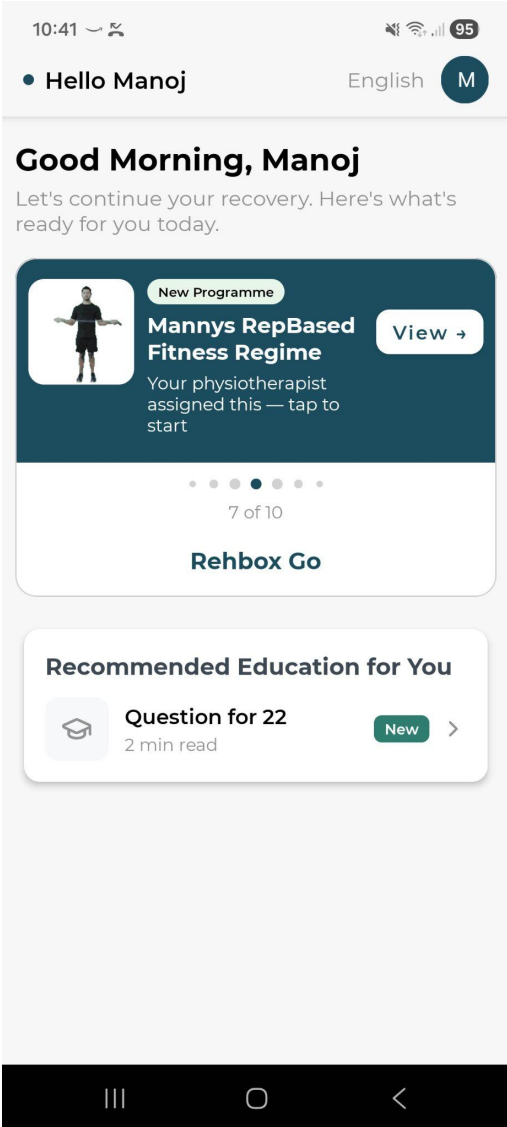 10:41
95
Hello Manoj
English
M
Good Morning, Manoj
Let's continue your recovery. Here's what's
ready for you today.
New Programme
Mannys RepBased
Fitness Regime
View →
Your physiotherapist
assigned this — tap to
start
7 of 10
Rehbox Go
Recommended Education for You
Question for 22
2 min read
New